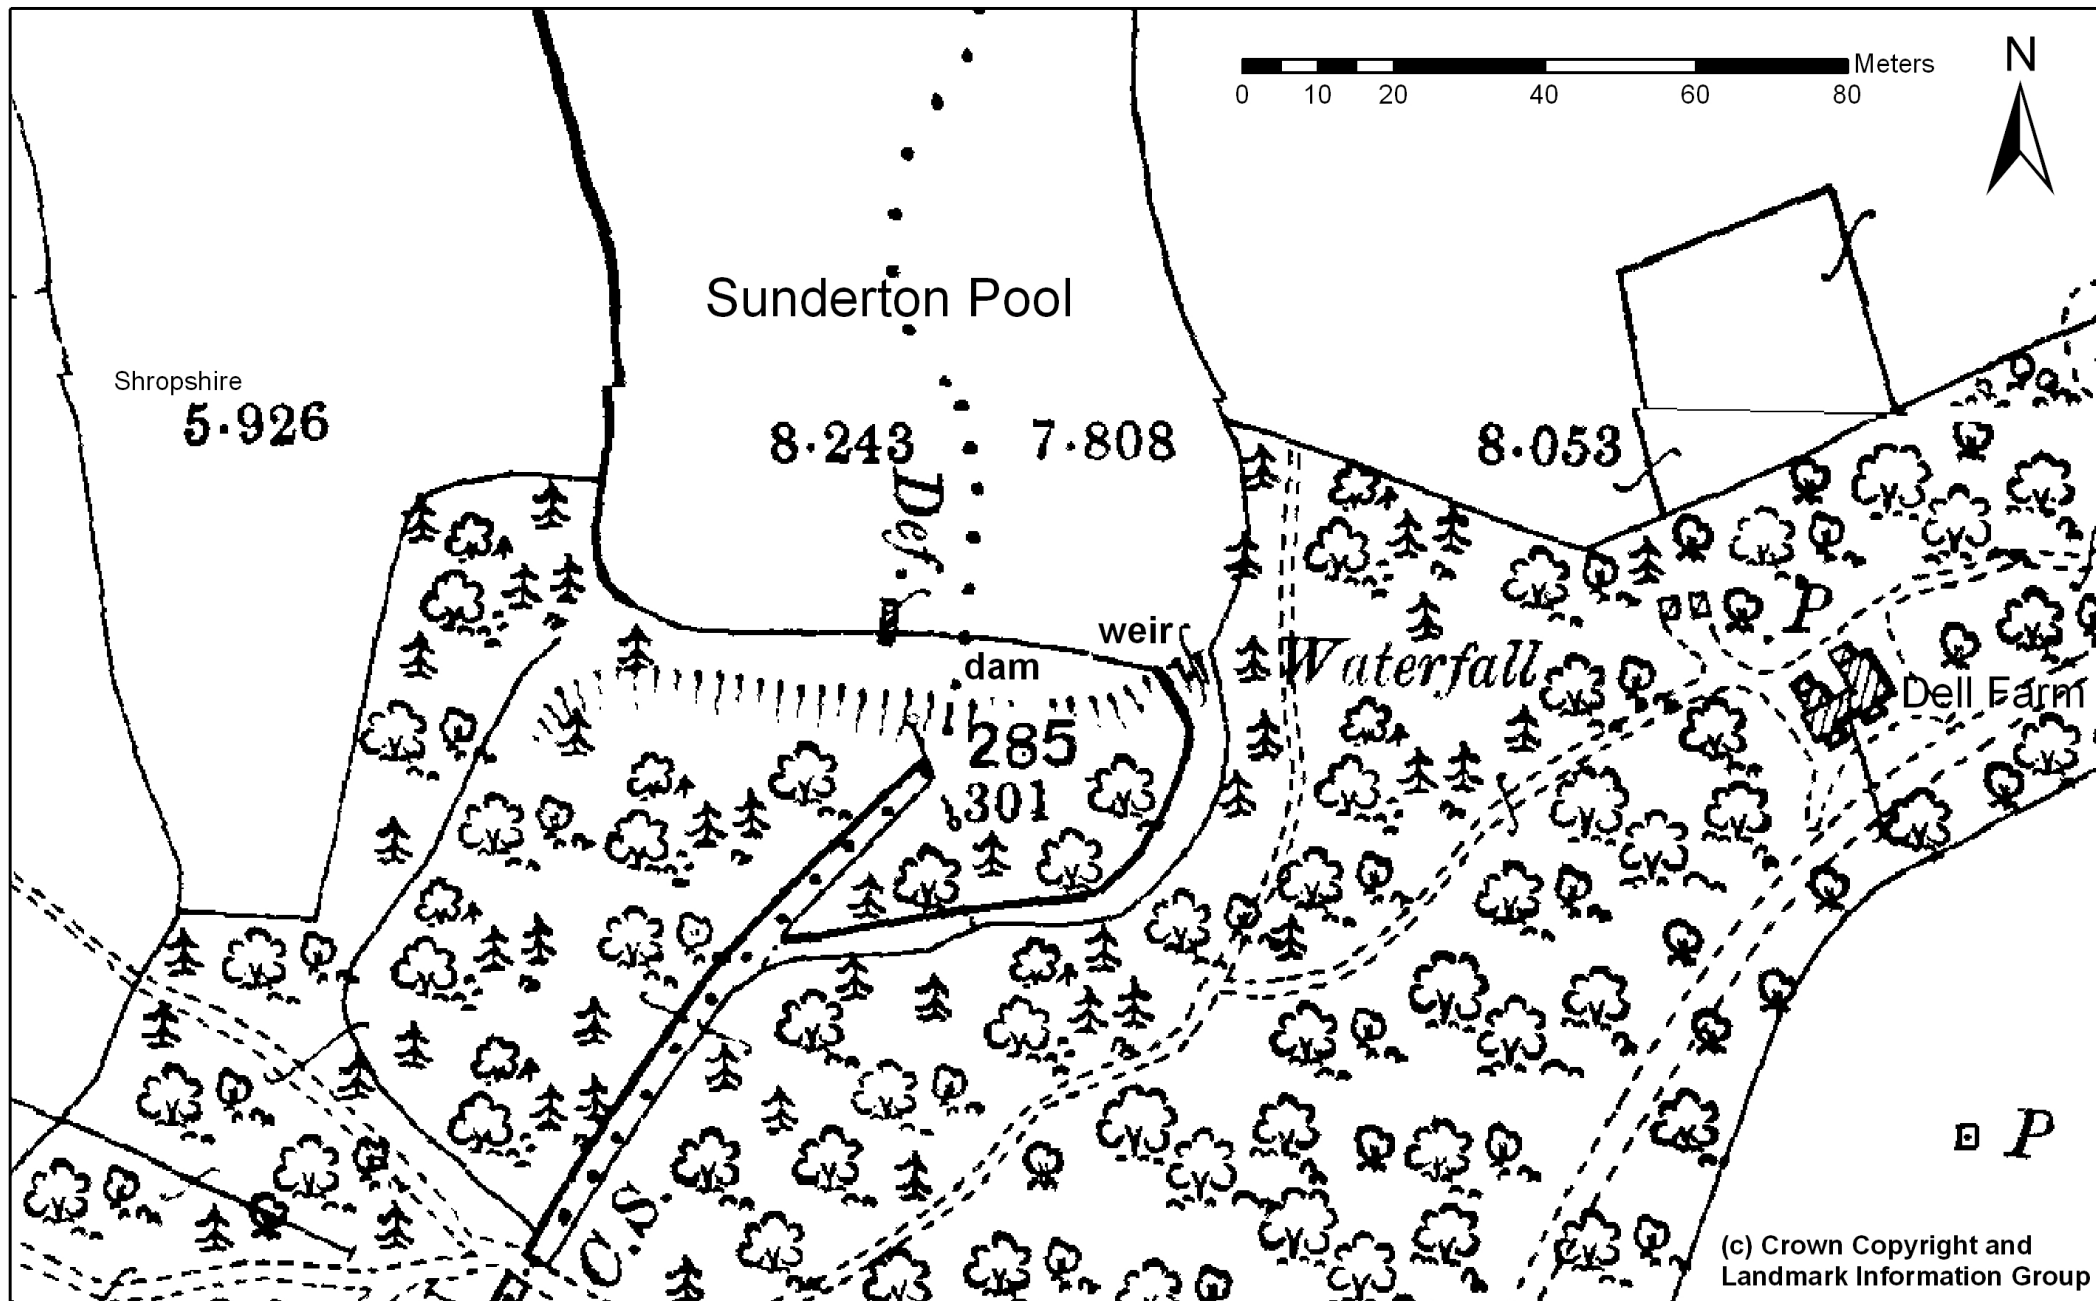 N
Meters
0 10 20 40 60 80
Sunderton Pool
Shropshire
5.926
8.243
7.808
8.053
Def.
weir
dam
Waterfall
P
Dell Farm
285
.301
C.S.
P
(c) Crown Copyright and
Landmark Information Group